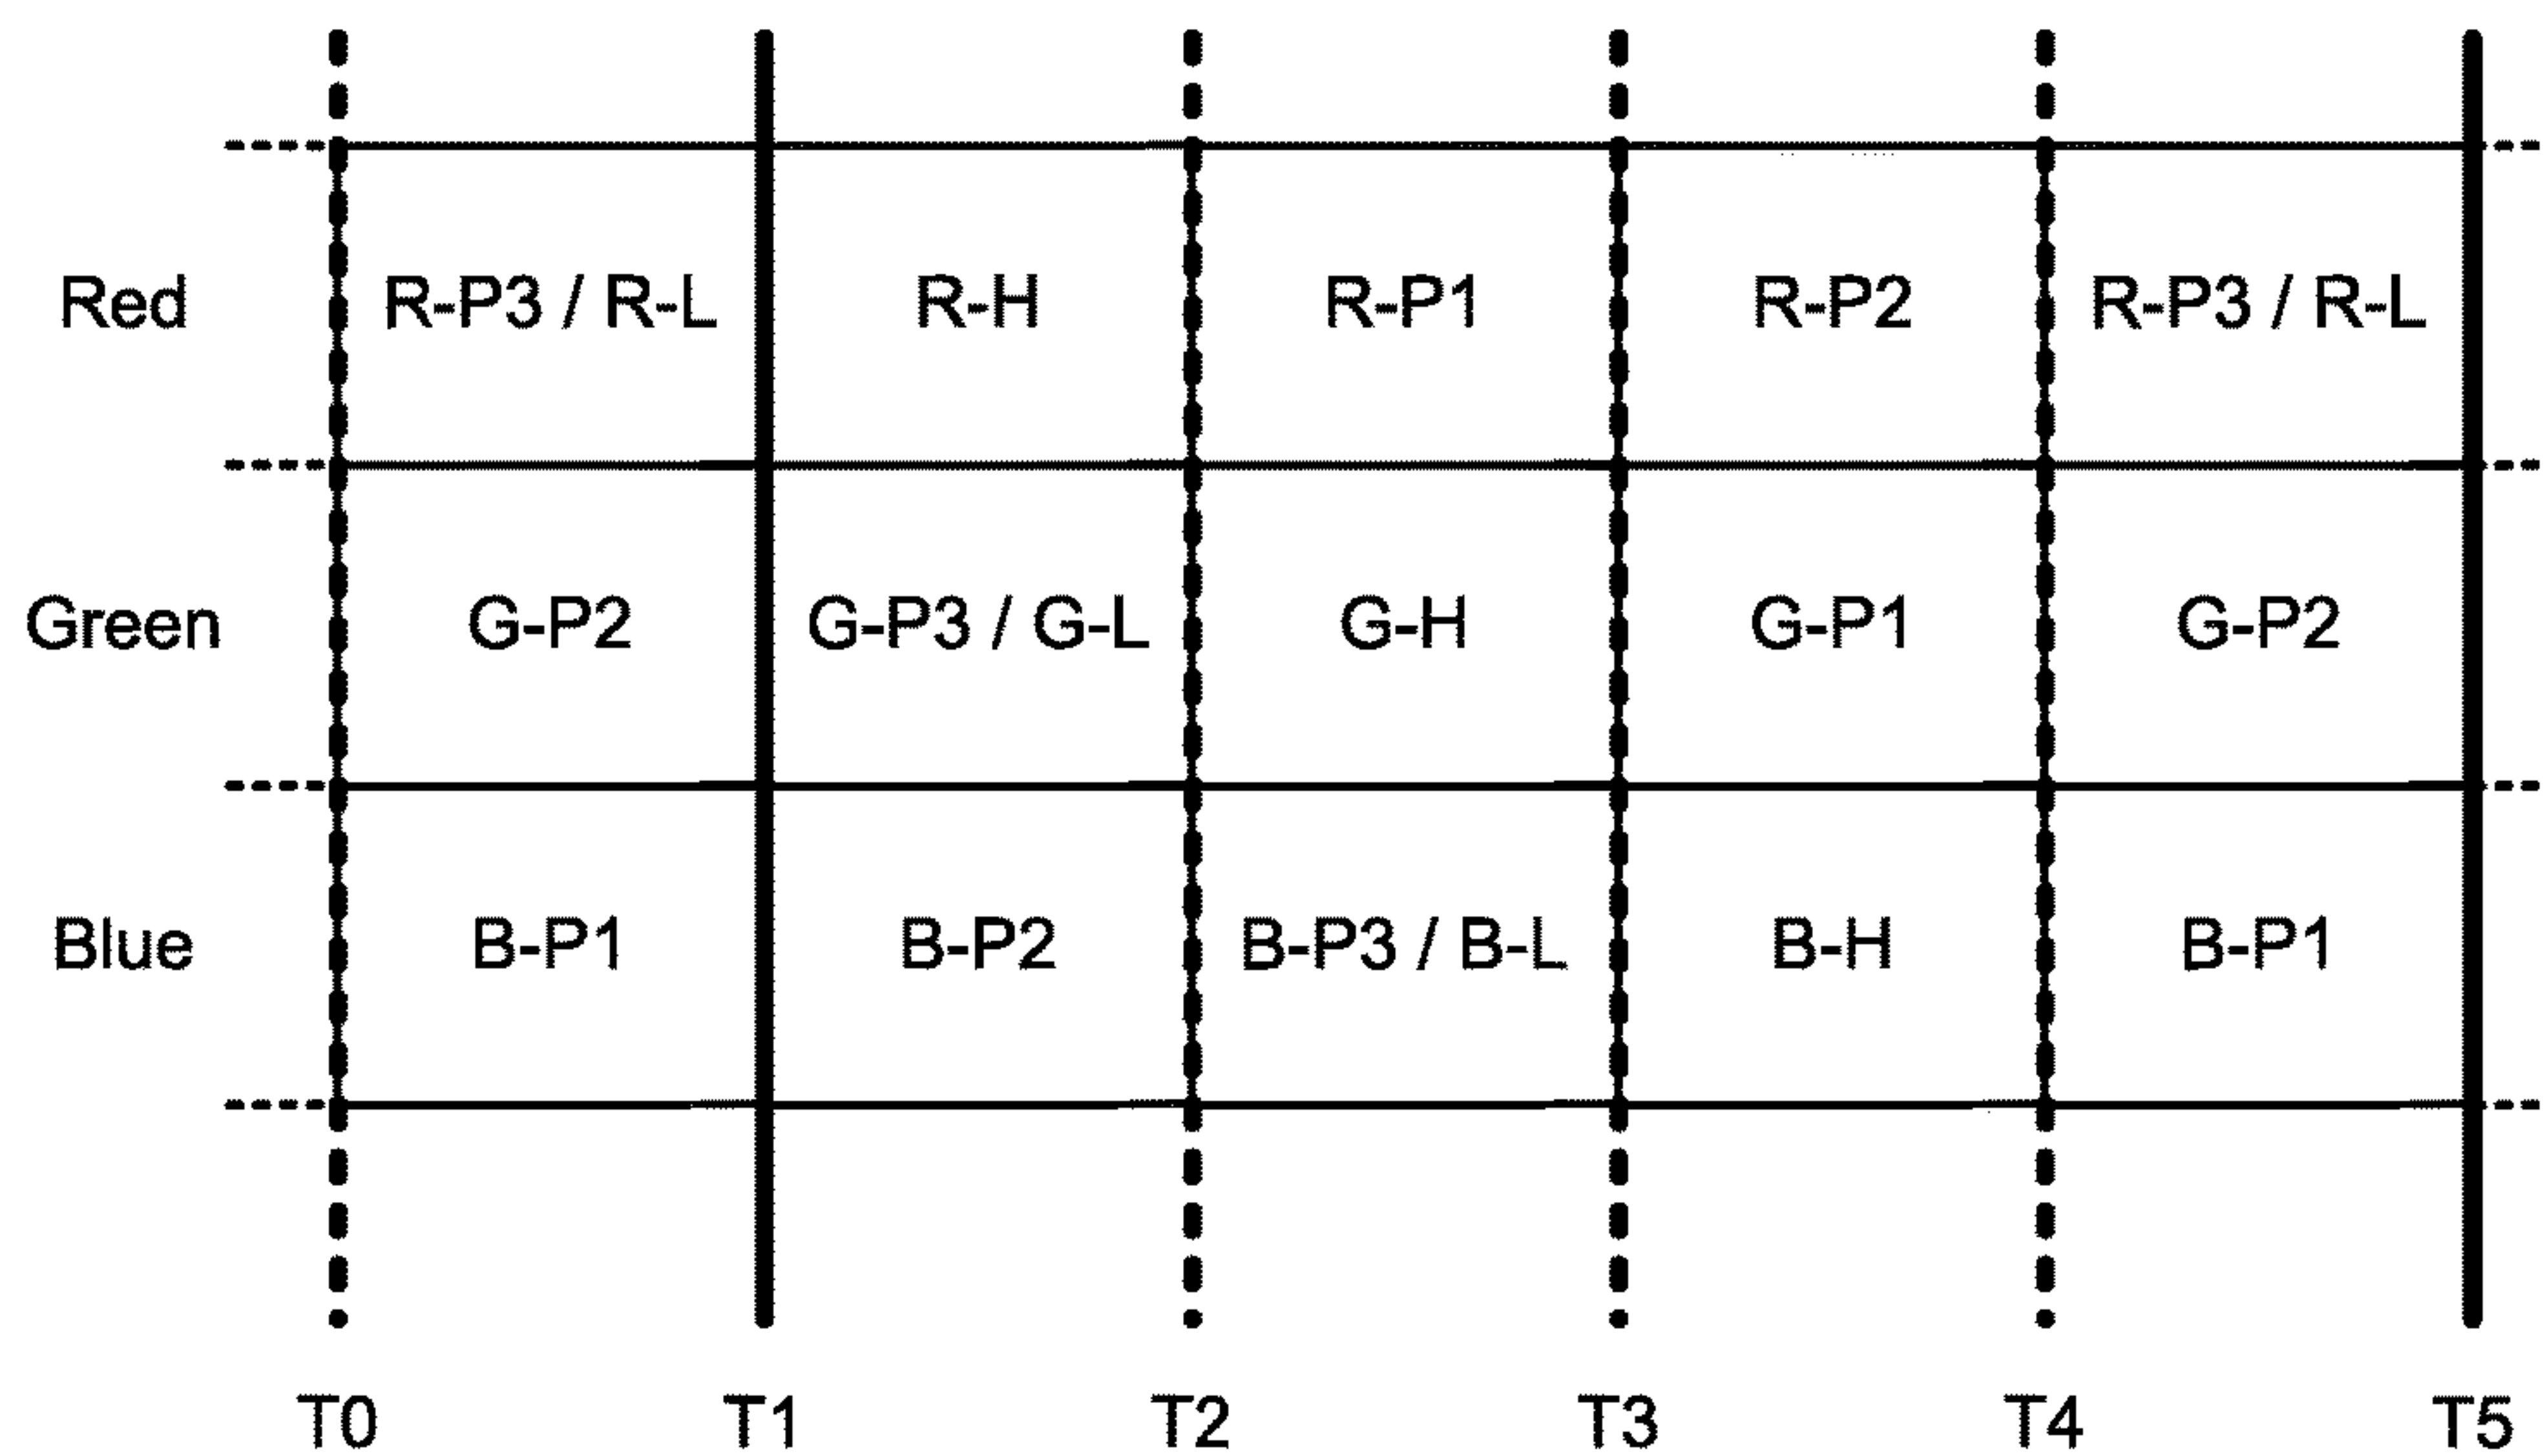 Red R-P3 / R-L R-H R-P1 R-P2 R-P3 / R-L
Green G-P2 G-P3 / G-L G-H G-P1 G-P2
Blue B-P1 B-P2 B-P3 / B-L B-H B-P1
T0 T1 T2 T3 T4 T5